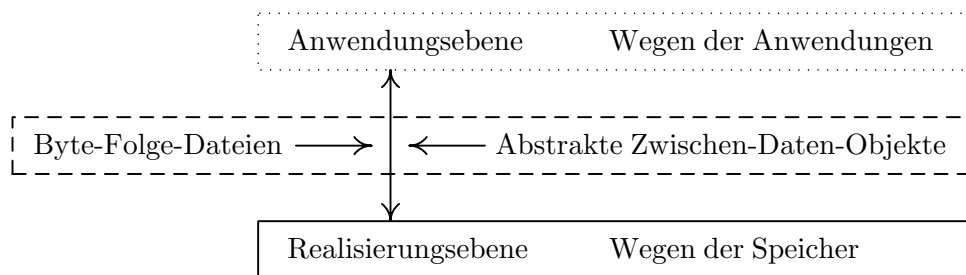 Anwendungsebene Wegen der Anwendungen
Byte-Folge-Dateien Abstrakte Zwischen-Daten-Objekte
Realisierungsebene Wegen der Speicher